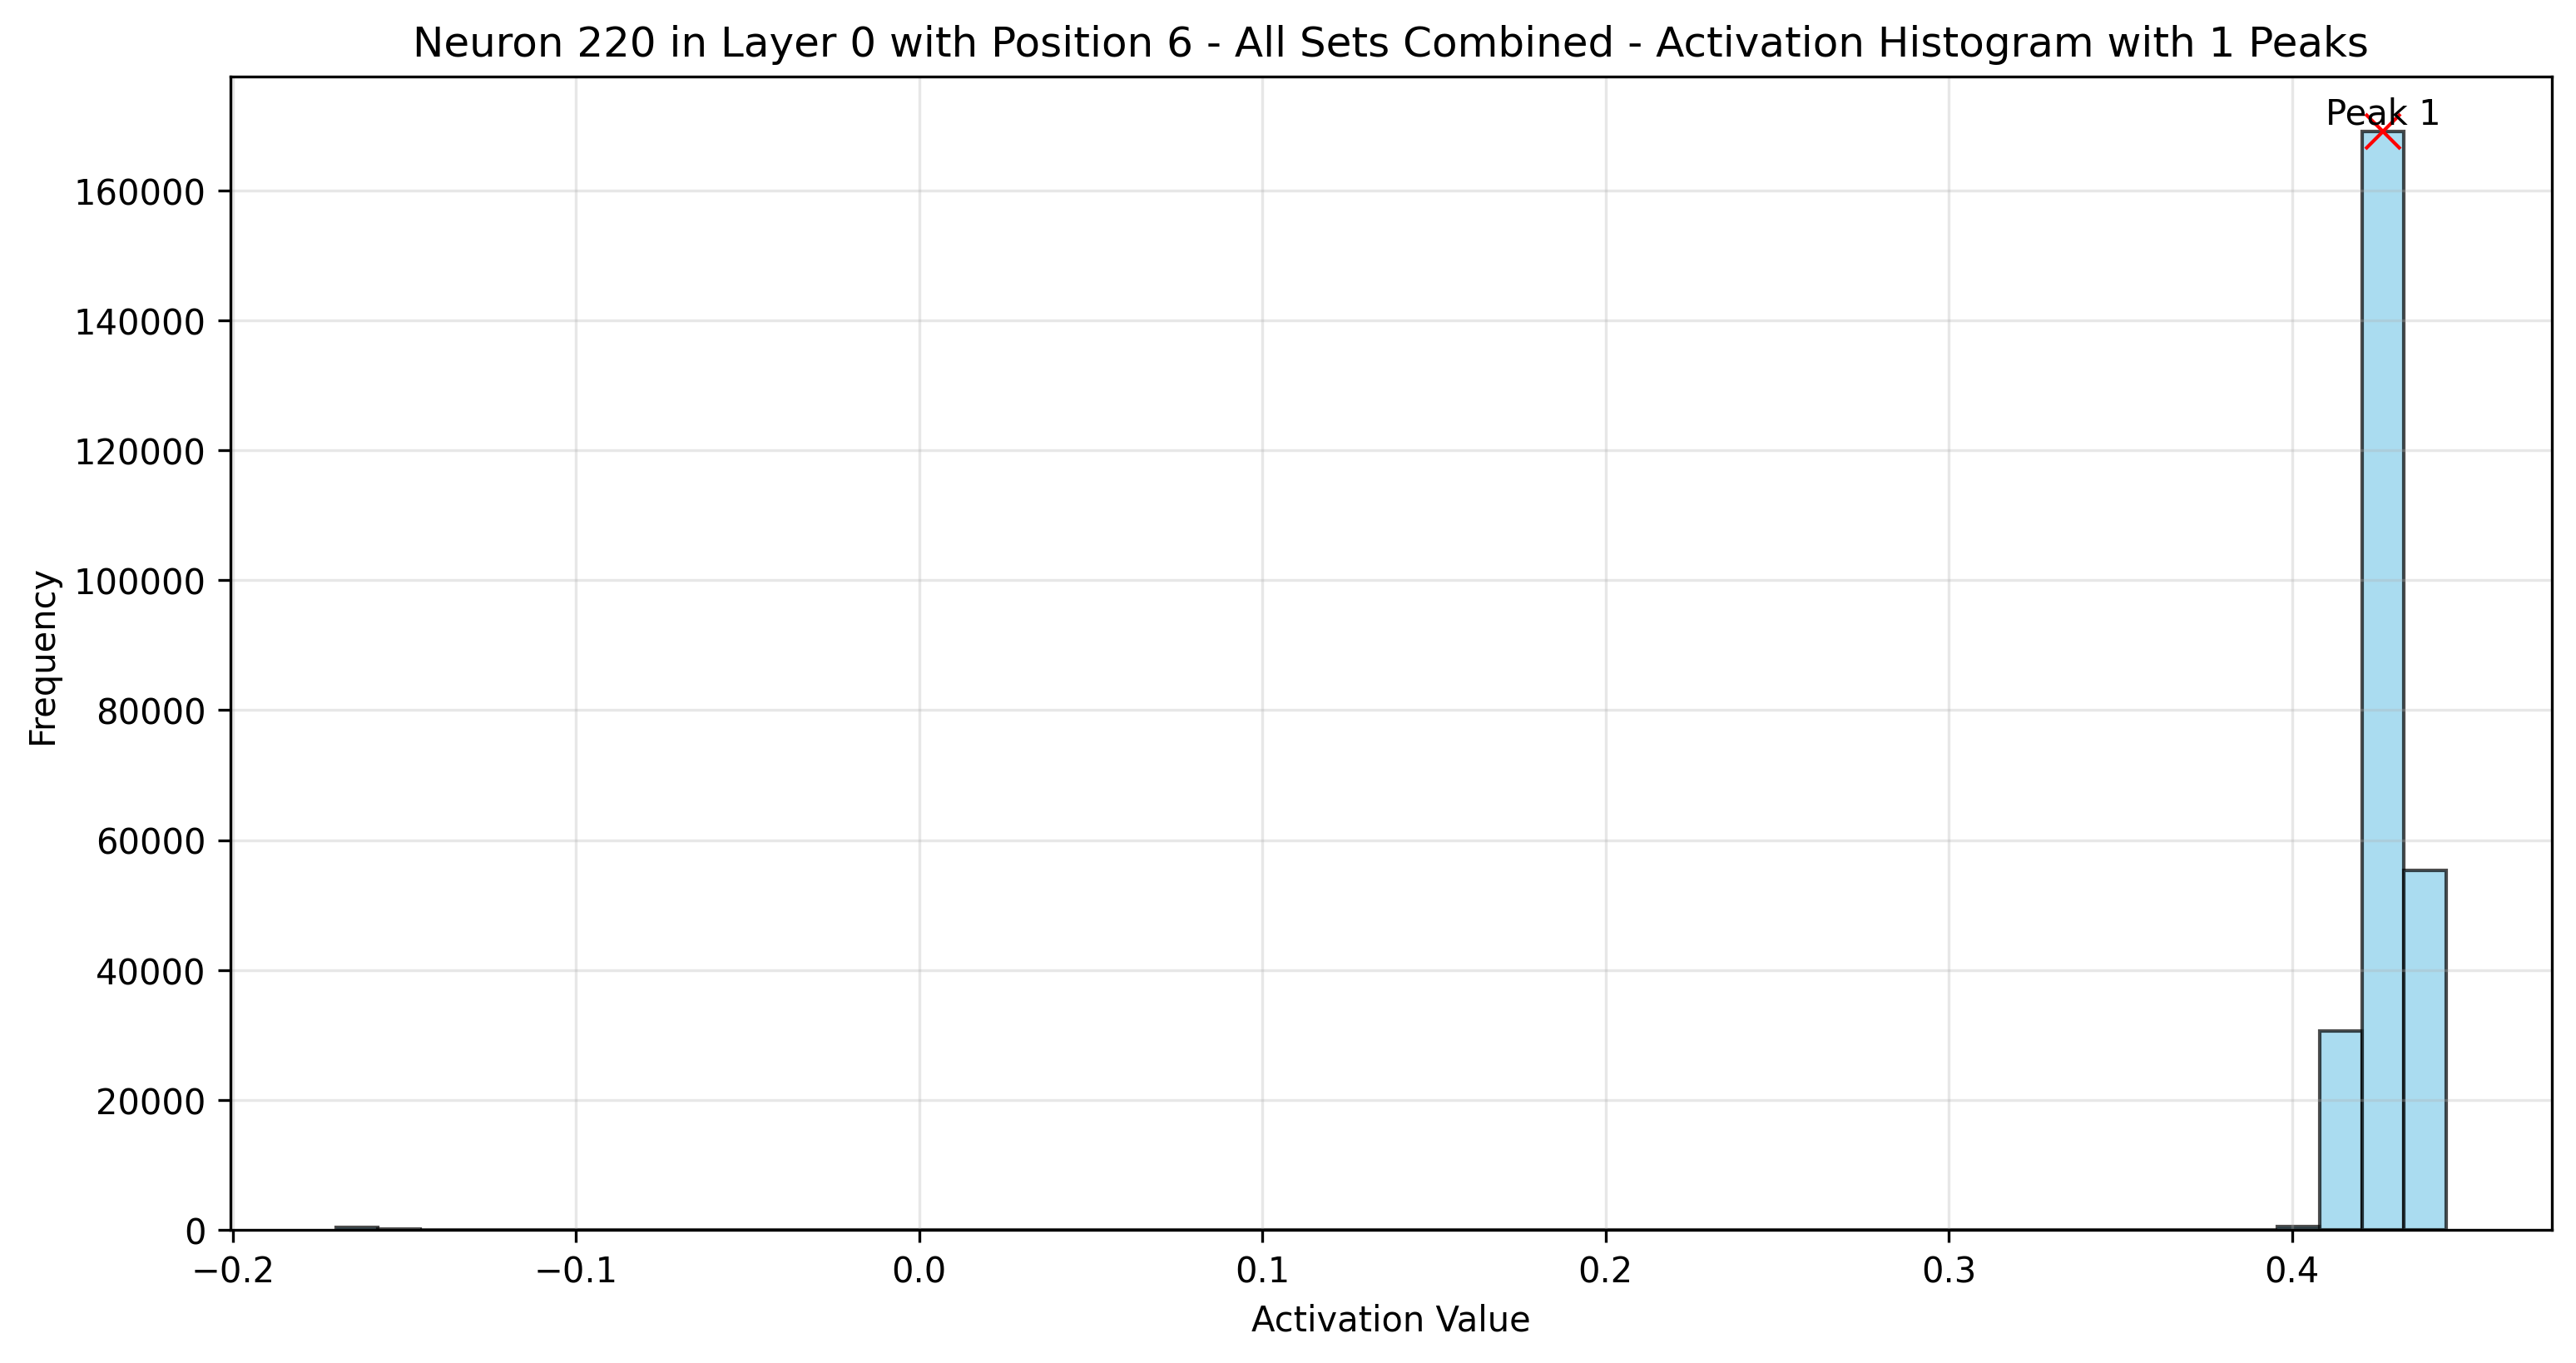 Neuron 220 in Layer 0 with Position 6 - All Sets Combined - Activation Histogram with 1 Peaks
Peak 1
160000
140000
120000
100000
80000
60000
40000
20000
0
Frequency
−0.2 −0.1 0.0 0.1 0.2 0.3 0.4
Activation Value